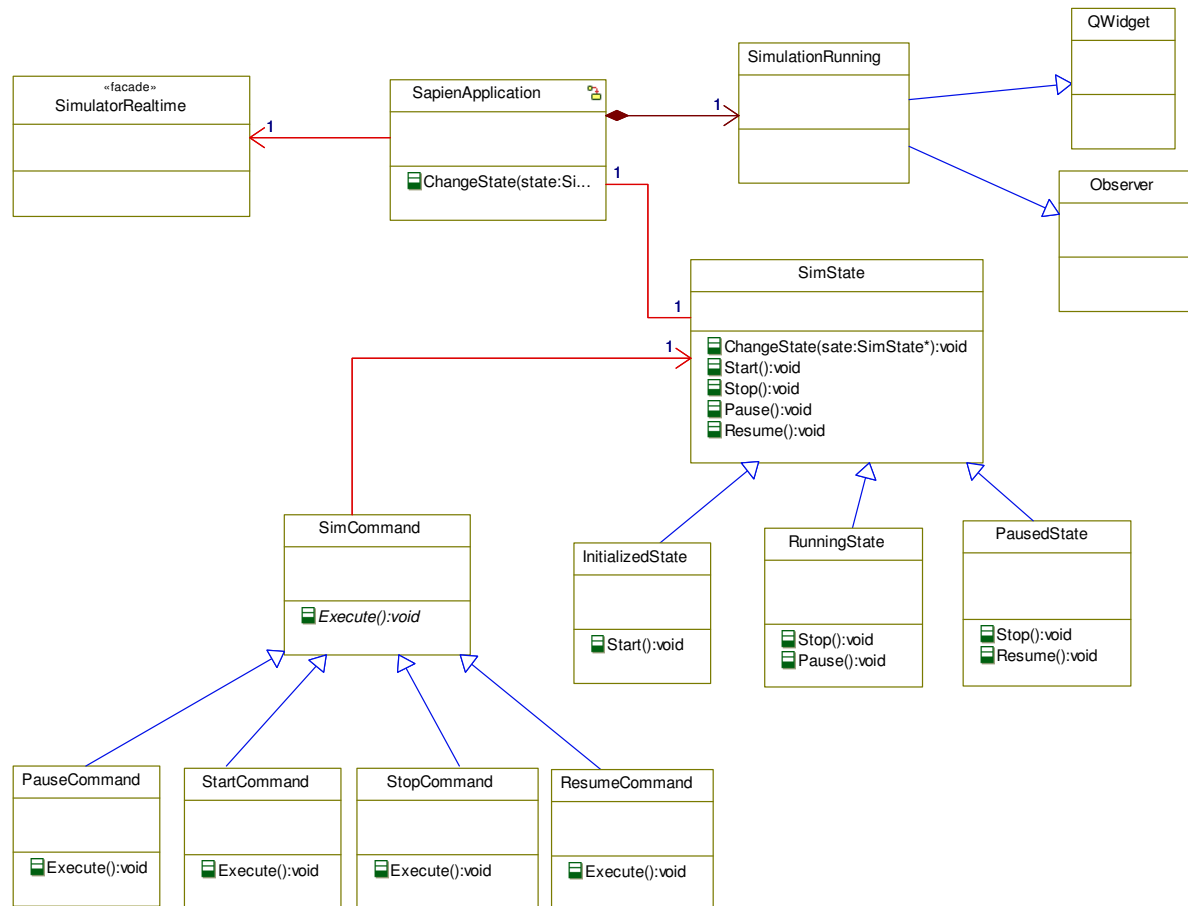 QWidget
SimulationRunning
«facade»
SimulatorRealtime
SapienApplication
1
1
ChangeState(state:Si...
1
Observer
SimState
1
ChangeState(sate:SimState*):void
1
Start():void
Stop():void
Pause():void
Resume():void
SimCommand
Execute():void
InitializedState
Start():void
RunningState
Stop():void
Pause():void
PausedState
Stop():void
Resume():void
PauseCommand
Execute():void
StartCommand
Execute():void
StopCommand
Execute():void
ResumeCommand
Execute():void